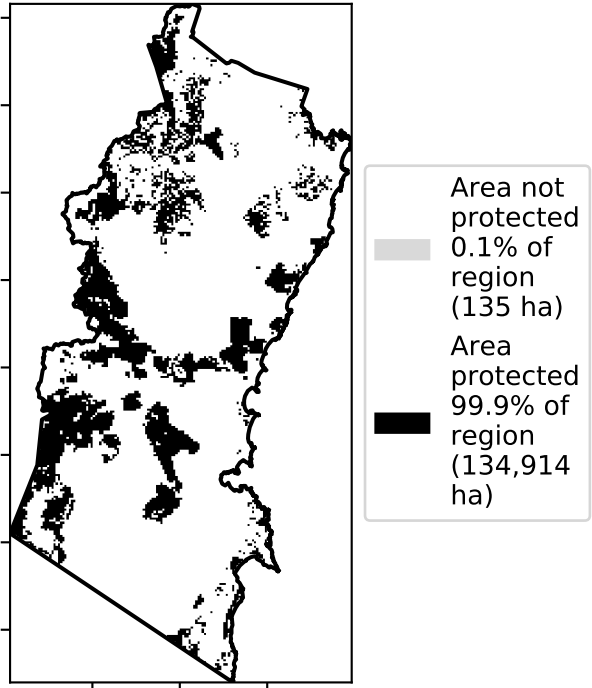 Area not
protected
0.1% of
region
(135 ha)
Area
protected
99.9% of
region
(134,914
ha)